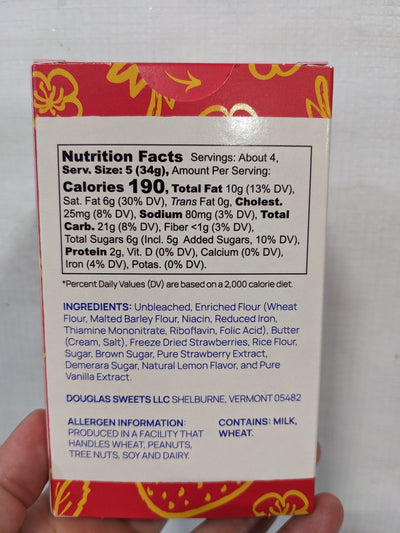 Nutrition Facts Servings: About 4,
Serv. Size: 5 (34g), Amount Per Serving:
Calories 190, Total Fat 10g (13% DV),
Sat. Fat 6g (30% DV), Trans Fat 0g, Cholest.
25mg (8% DV), Sodium 80mg (3% DV), Total
Carb. 21g (8% DV), Fiber <1g (3% DV),
Total Sugars 6g (Incl. 5g Added Sugars, 10% DV),
Protein 2g, Vit. D (0% DV), Calcium (0% DV),
Iron (4% DV), Potas. (0% DV).
*Percent Daily Values (DV) are based on a 2,000 calorie diet.
INGREDIENTS: Unbleached, Enriched Flour (Wheat
Flour, Malted Barley Flour, Niacin, Reduced Iron,
Thiamine Mononitrate, Riboflavin, Folic Acid), Butter
(Cream, Salt), Freeze Dried Strawberries, Rice Flour,
Sugar, Brown Sugar, Pure Strawberry Extract,
Demerara Sugar, Natural Lemon Flavor, and Pure
Vanilla Extract.
DOUGLAS SWEETS LLC SHELBURNE, VERMONT 05482
ALLERGEN INFORMATION:
PRODUCED IN A FACILITY THAT
HANDLES WHEAT, PEANUTS,
TREE NUTS, SOY AND DAIRY.
CONTAINS: MILK,
WHEAT.